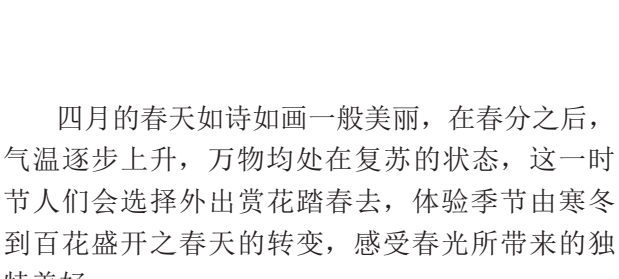 四月的春天如诗如画一般美丽，在春分之后，
气温逐步上升，万物均处在复苏的状态，这一时
节人们会选择外出赏花踏春去，体验季节由寒冬
到百花盛开之春天的转变，感受春光所带来的独
特美好